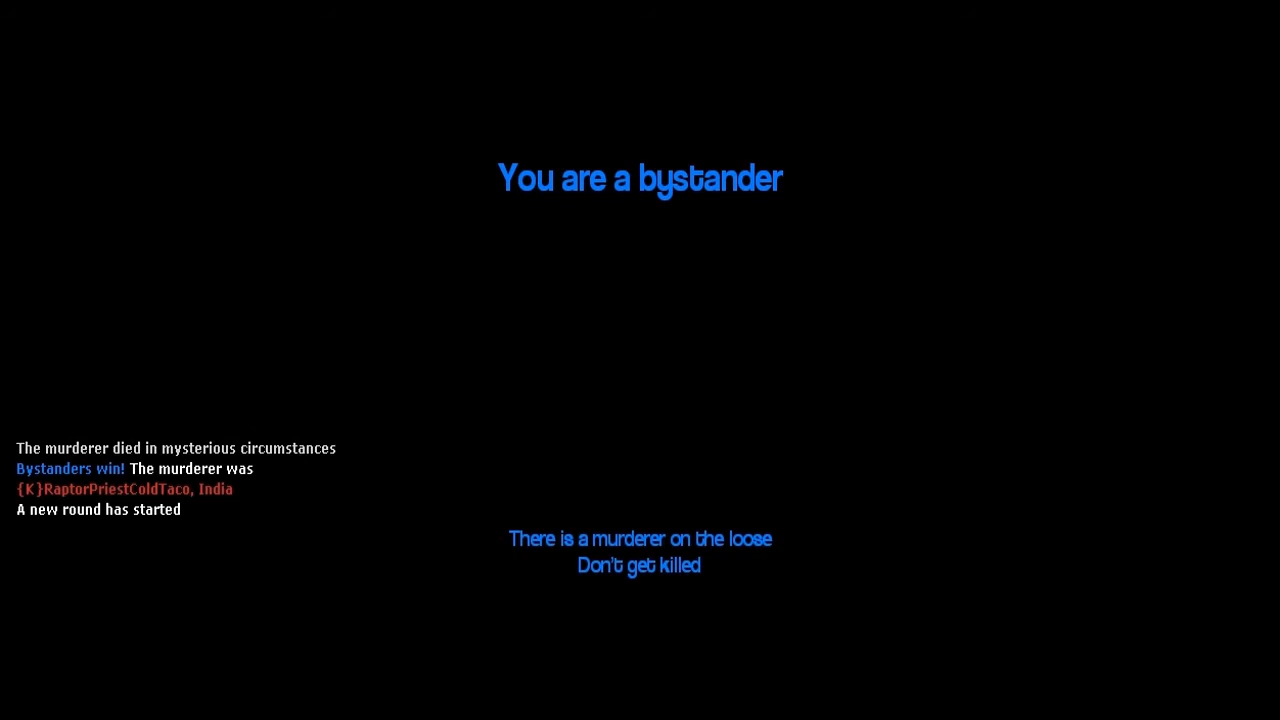 You are a bystander
The murderer died in mysterious circumstances
Bystanders win! The murderer was
{K}RaptorPriestColdTaco, India
A new round has started
There is a murderer on the loose
Don't get killed